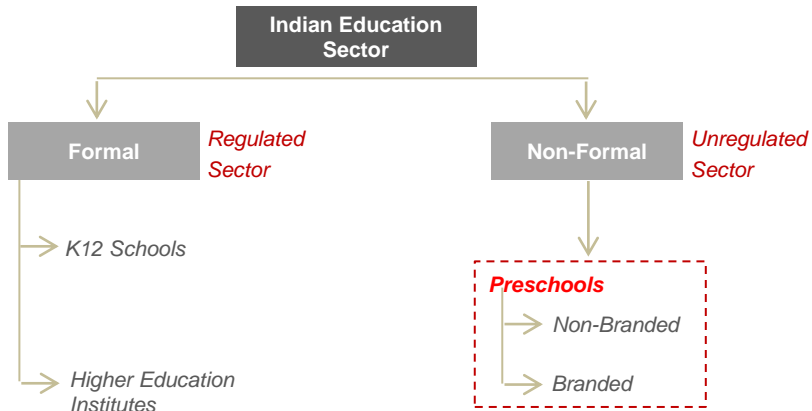 Indian Education
Sector
Formal
Regulated
Sector
Non-Formal
Unregulated
Sector
K12 Schools
Higher Education
Institutes
Preschools
Non-Branded
Branded